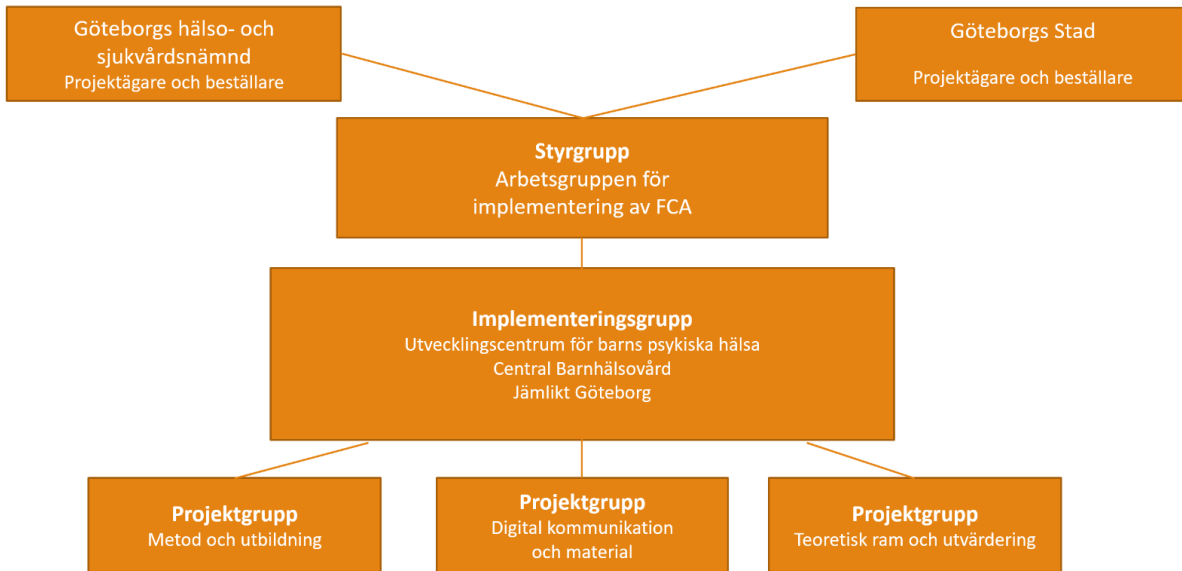 Göteborgs hälso- och
sjukvårdsnämnd
Projektägare och beställare
Göteborgs Stad
Projektägare och beställare
Styrgrupp
Arbetsgruppen för
implementering av FCA
Implementeringsgrupp
Utvecklingscentrum för barns psykiska hälsa
Central Barnhälsovård
Jämlikt Göteborg
Projektgrupp
Metod och utbildning
Projektgrupp
Digital kommunikation
och material
Projektgrupp
Teoretisk ram och utvärdering